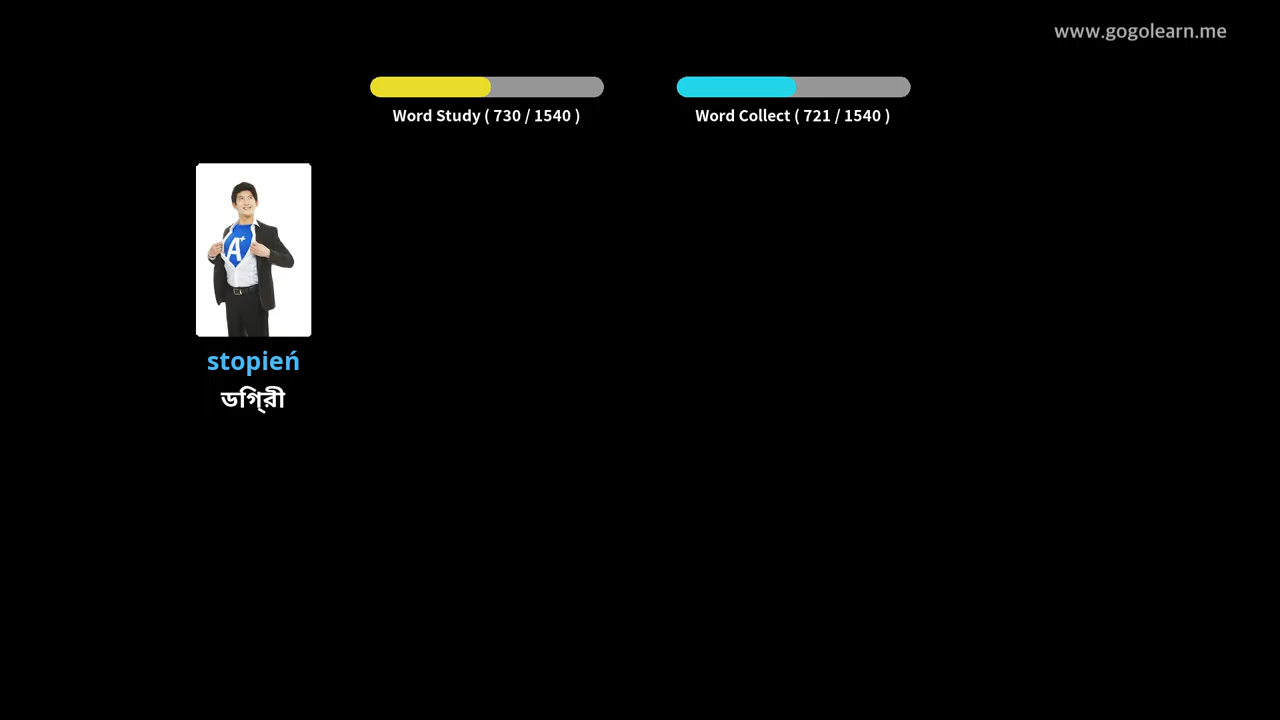 www.gogolearn.me
Word Study ( 730 / 1540 )
Word Collect ( 721 / 1540 )
A+
stopień
ডিগ্রী